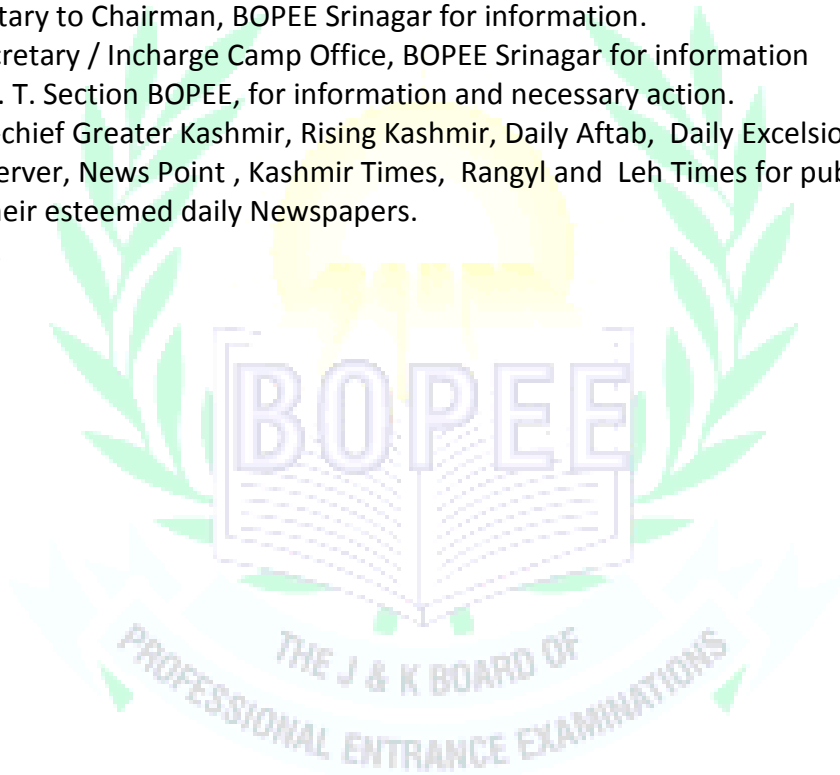 tary to Chairman, BOPEE Srinagar for information.
cretary / Incharge Camp Office, BOPEE Srinagar for information
. T. Section BOPEE, for information and necessary action.
chief Greater Kashmir, Rising Kashmir, Daily Aftab, Daily Excelsio
erver, News Point , Kashmir Times, Rangyl and Leh Times for pub
heir esteemed daily Newspapers.
BOPEE
THE J & K BOARD OF
PROFESSIONAL ENTRANCE EXAMINATIONS